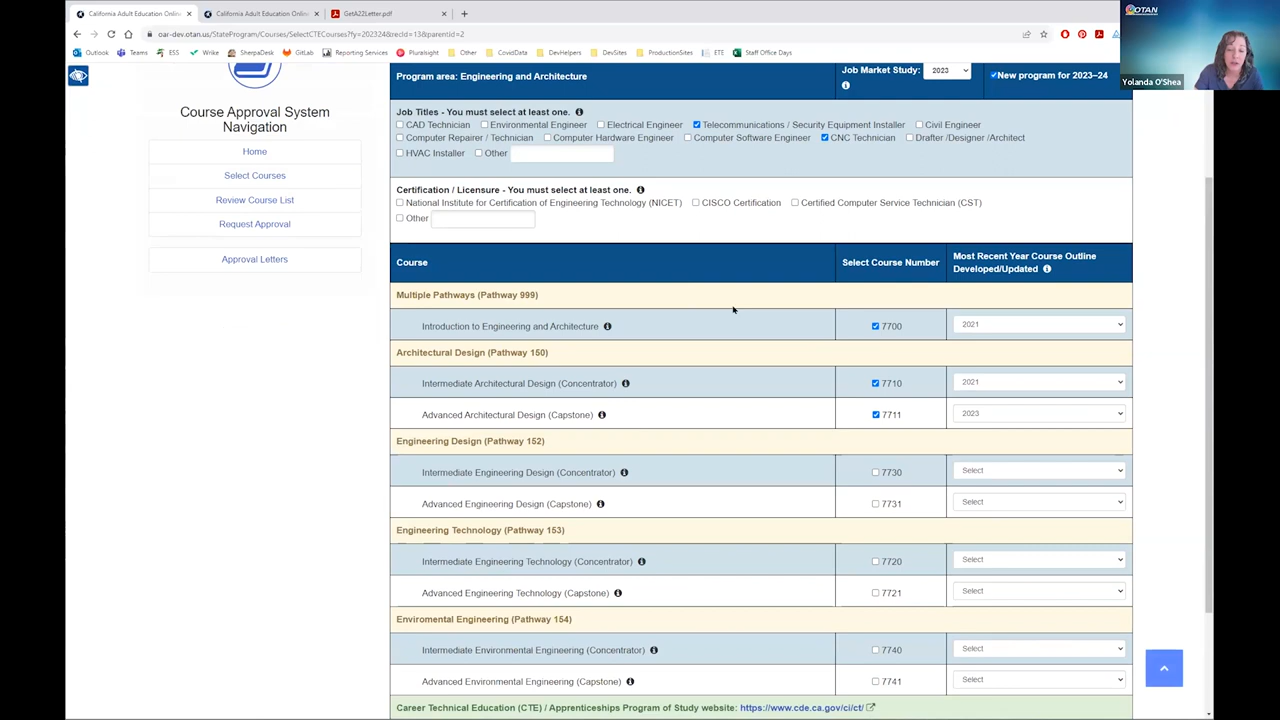 California Adult Education Onlin
California Adult Education Onlin
GetA22Letter.pdf
OTAN
oar-dev.otan.us/StateProgram/Courses/SelectCTECourses?fy=202324&recid=13&parentid=2
Outlook
Teams
ESS
Wrike
SherpaDesk
GitLab
Reporting Services
Pluralsight
Other
CovidData
DevHelpers
DevSites
ProductionSites
ETE
Staff Office Days
Yolanda O'Shea
Course Approval System
Navigation
Home
Select Courses
Review Course List
Request Approval
Approval Letters
Program area: Engineering and Architecture
Job Market Study: 2023
New program for 2023–24
Job Titles - You must select at least one.
CAD Technician Environmental Engineer Electrical Engineer Telecommunications / Security Equipment Installer Civil Engineer
Computer Repairer / Technician Computer Hardware Engineer Computer Software Engineer CNC Technician Drafter /Designer /Architect
HVAC Installer Other
Certification / Licensure - You must select at least one.
National Institute for Certification of Engineering Technology (NICET) CISCO Certification Certified Computer Service Technician (CST)
Other
Course
Select Course Number
Most Recent Year Course Outline
Developed/Updated
Multiple Pathways (Pathway 999)
Introduction to Engineering and Architecture 7700 2021
Architectural Design (Pathway 150)
Intermediate Architectural Design (Concentrator) 7710 2021
Advanced Architectural Design (Capstone) 7711 2023
Engineering Design (Pathway 152)
Intermediate Engineering Design (Concentrator) 7730 Select
Advanced Engineering Design (Capstone) 7731 Select
Engineering Technology (Pathway 153)
Intermediate Engineering Technology (Concentrator) 7720 Select
Advanced Engineering Technology (Capstone) 7721 Select
Enviromental Engineering (Pathway 154)
Intermediate Environmental Engineering (Concentrator) 7740 Select
Advanced Environmental Engineering (Capstone) 7741 Select
Career Technical Education (CTE) / Apprenticeships Program of Study website: https://www.cde.ca.gov/ci/ct/